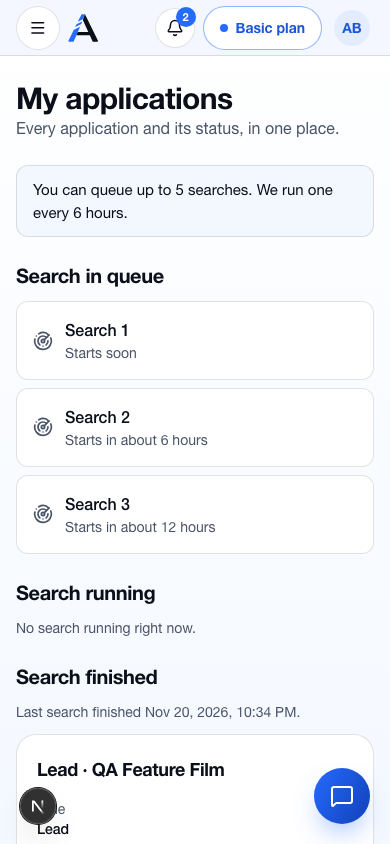 2
Basic plan
AB
My applications
Every application and its status, in one place.
You can queue up to 5 searches. We run one
every 6 hours.
Search in queue
Search 1
Starts soon
Search 2
Starts in about 6 hours
Search 3
Starts in about 12 hours
Search running
No search running right now.
Search finished
Last search finished Nov 20, 2026, 10:34 PM.
Lead · QA Feature Film
N
Lead